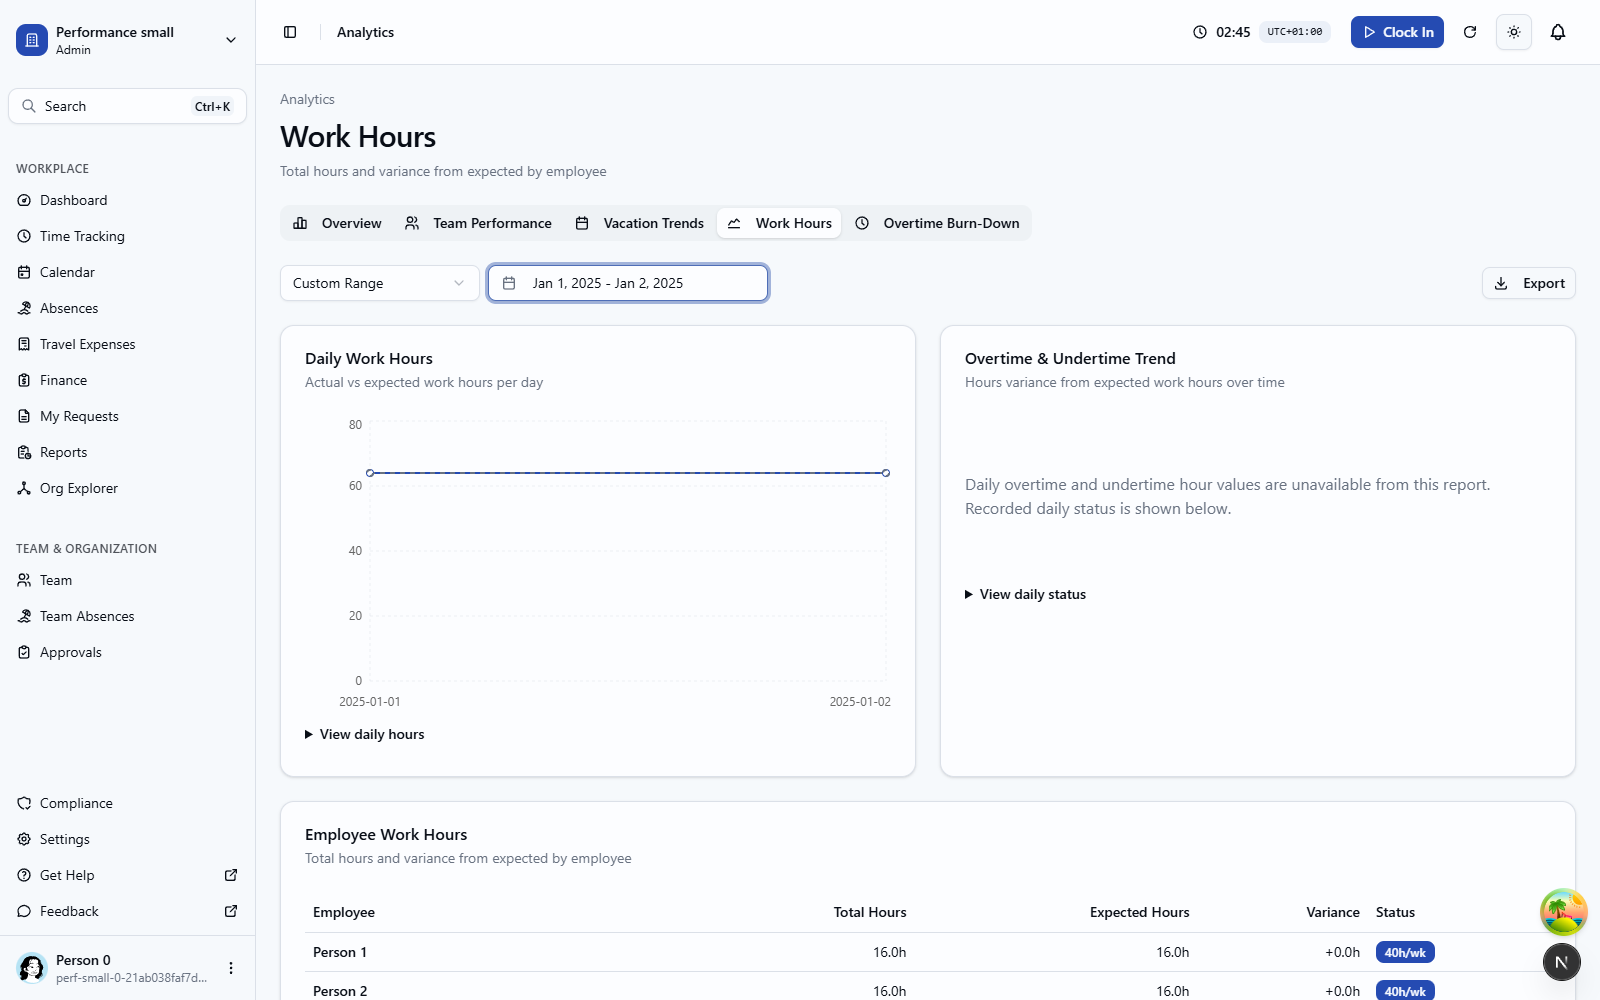 Performance small
Admin
Search
Ctrl+K
WORKPLACE
Dashboard
Time Tracking
Calendar
Absences
Travel Expenses
Finance
My Requests
Reports
Org Explorer
TEAM & ORGANIZATION
Team
Team Absences
Approvals
Compliance
Settings
Get Help
Feedback
Person 0
perf-small-0-21ab038faf7d...
Analytics
02:45
UTC+01:00
Clock In
Analytics
Work Hours
Total hours and variance from expected by employee
Overview
Team Performance
Vacation Trends
Work Hours
Overtime Burn-Down
Custom Range
Jan 1, 2025 - Jan 2, 2025
Export
Daily Work Hours
Actual vs expected work hours per day
80
60
40
20
0
2025-01-01
2025-01-02
View daily hours
Overtime & Undertime Trend
Hours variance from expected work hours over time
Daily overtime and undertime hour values are unavailable from this report.
Recorded daily status is shown below.
View daily status
Employee Work Hours
Total hours and variance from expected by employee
Employee Total Hours Expected Hours Variance Status
Person 1 16.0h 16.0h +0.0h 40h/wk
Person 2 16.0h 16.0h +0.0h 40h/wk
N